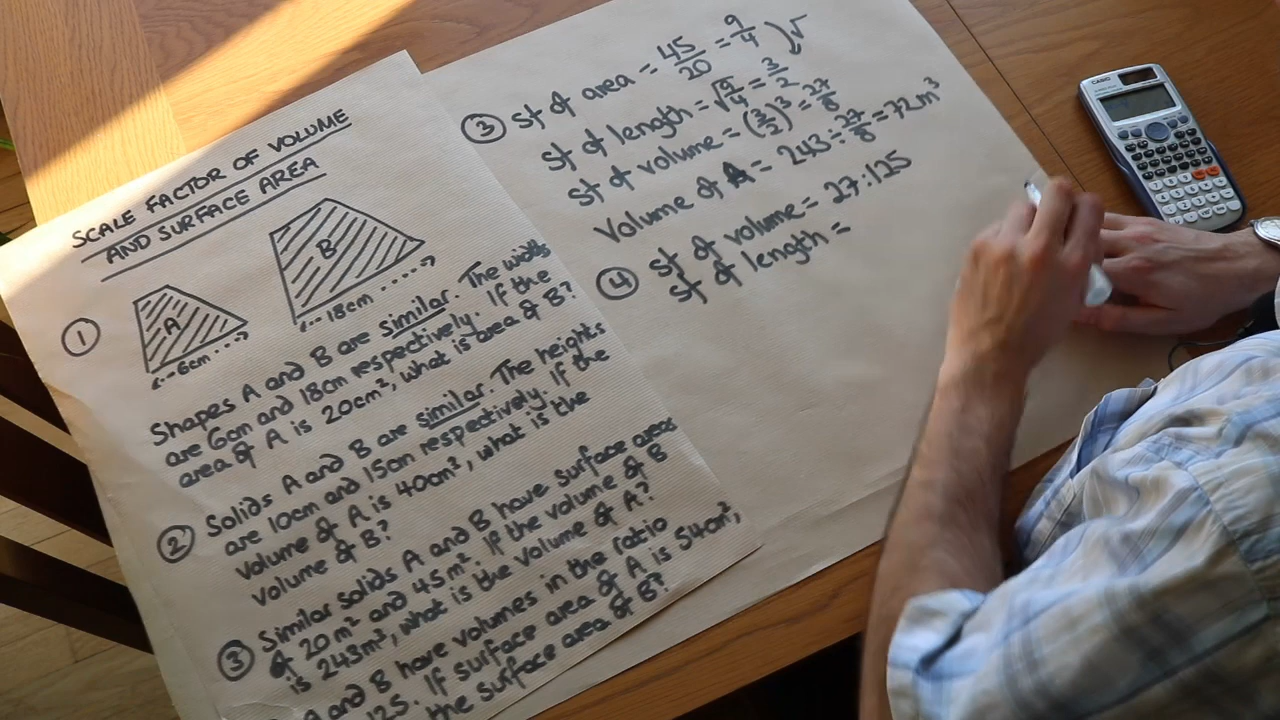 SCALE FACTOR OF VOLUME
AND SURFACE AREA
①
A
B
<--6cm--->
<--18cm---->
Shapes A and B are similar. The widths
are 6cm and 18cm respectively. If the
area of A is 20cm², what is area of B?
② Solids A and B are similar. The heights
are 10cm and 15cm respectively. If the
volume of A is 40cm², what is the
volume of B?
③ Similar solids A and B have surface areas
of 20m² and 45m². If the volume of B
is 243m³, what is the volume of A?
A and B have volumes in the ratio
125. If surface area of A is 54cm²,
the surface area of B?
③ sf of area = 45/20 = 9/4 )√
sf of length = √9/4 = 3/2
sf of volume = (3/2)³ = 27/8
Volume of A = 243 ÷ 27/8 = 72m³
④ sf of volume = 27:125
sf of length =
CASIO